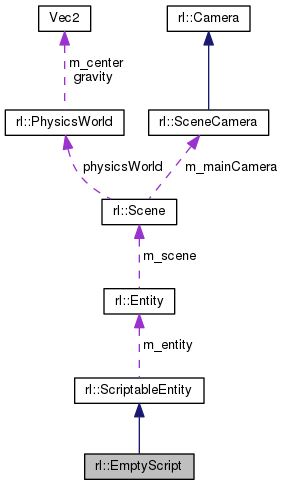 Vec2
rl::Camera
m_center
gravity
rl::PhysicsWorld
rl::SceneCamera
physicsWorld
m_mainCamera
rl::Scene
m_scene
rl::Entity
m_entity
rl::ScriptableEntity
rl::EmptyScript